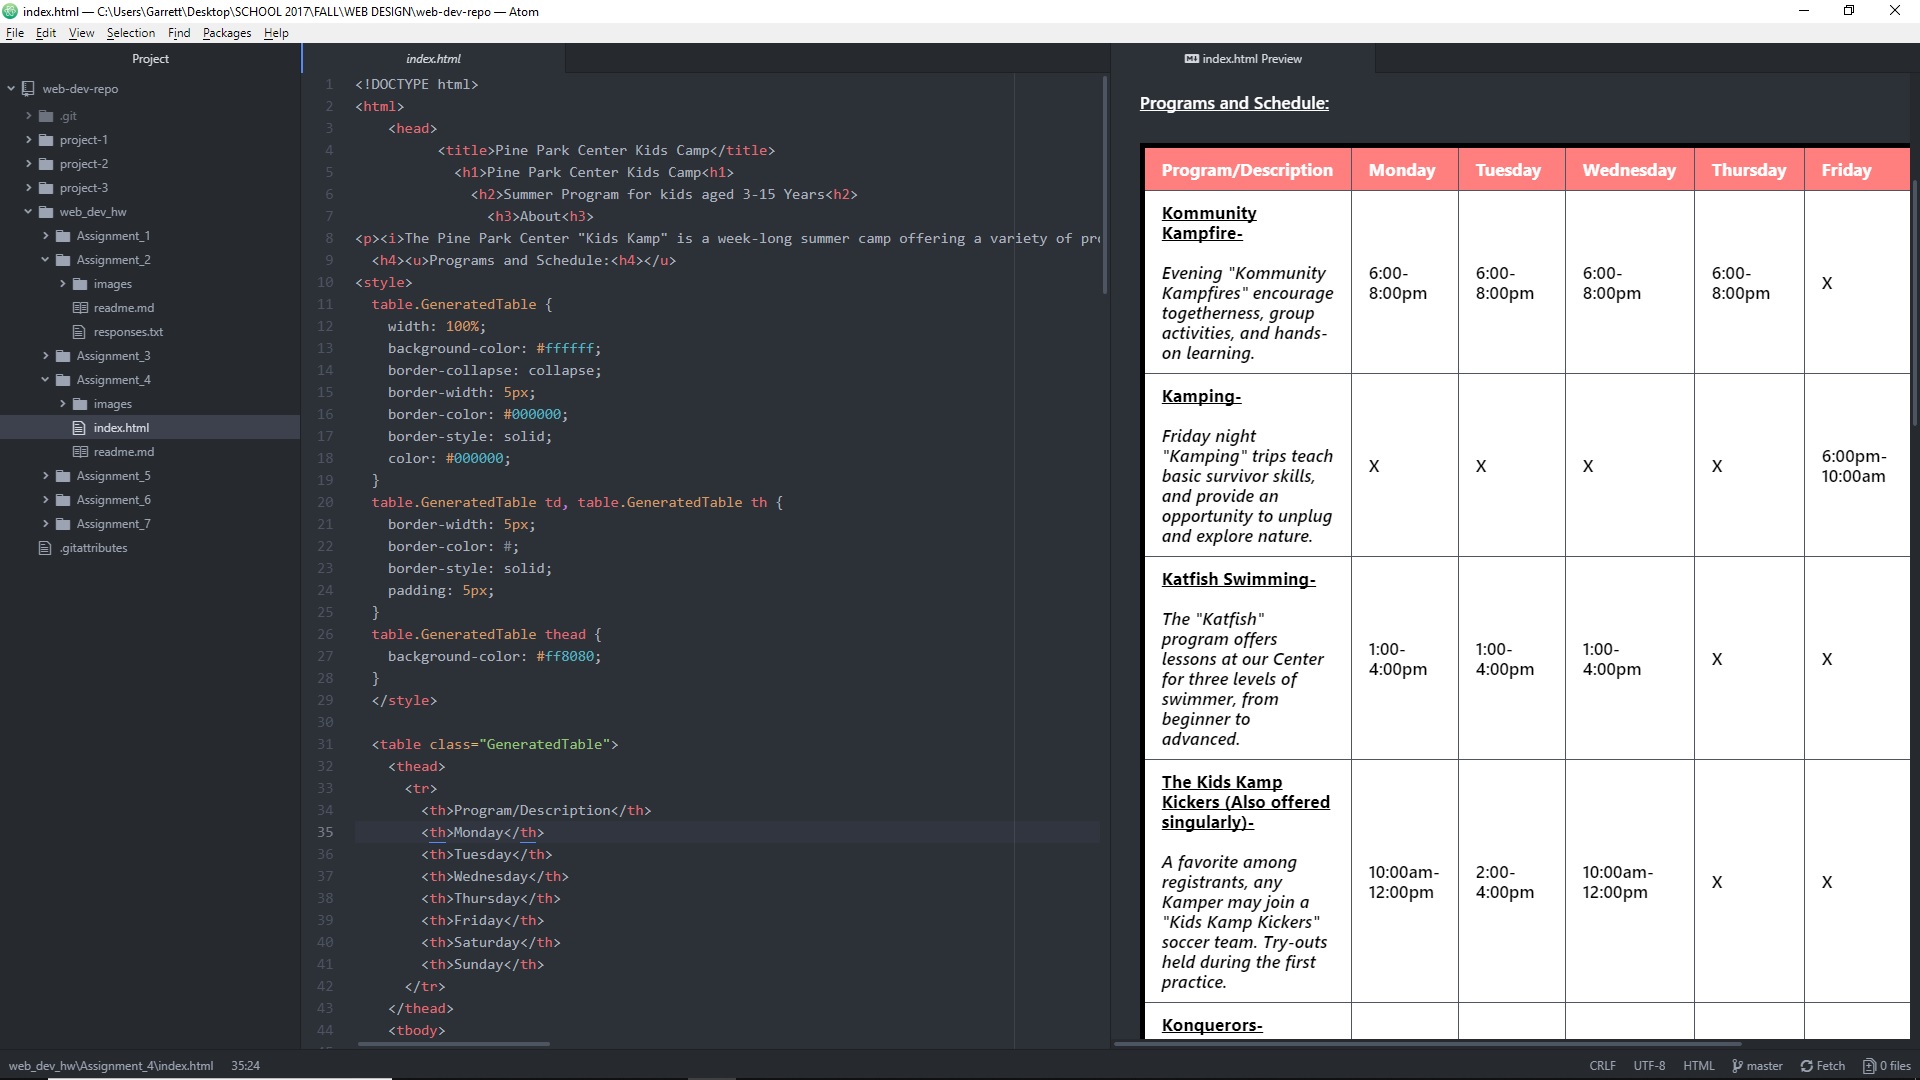 index.html — C:\Users\Garrett\Desktop\SCHOOL 2017\FALL\WEB DESIGN\web-dev-repo — Atom
File Edit View Selection Find Packages Help
Project
web-dev-repo
.git
project-1
project-2
project-3
web_dev_hw
Assignment_1
Assignment_2
images
readme.md
responses.txt
Assignment_3
Assignment_4
images
index.html
readme.md
Assignment_5
Assignment_6
Assignment_7
.gitattributes
index.html
1 <!DOCTYPE html>
2 <html>
3 <head>
4 <title>Pine Park Center Kids Camp</title>
5 <h1>Pine Park Center Kids Camp<h1>
6 <h2>Summer Program for kids aged 3-15 Years<h2>
7 <h3>About<h3>
8 <p><i>The Pine Park Center "Kids Kamp" is a week-long summer camp offering a variety of pr
9 <h4><u>Programs and Schedule:<h4></u>
10 <style>
11 table.GeneratedTable {
12 width: 100%;
13 background-color: #ffffff;
14 border-collapse: collapse;
15 border-width: 5px;
16 border-color: #000000;
17 border-style: solid;
18 color: #000000;
19 }
20 table.GeneratedTable td, table.GeneratedTable th {
21 border-width: 5px;
22 border-color: #;
23 border-style: solid;
24 padding: 5px;
25 }
26 table.GeneratedTable thead {
27 background-color: #ff8080;
28 }
29 </style>
30
31 <table class="GeneratedTable">
32 <thead>
33 <tr>
34 <th>Program/Description</th>
35 <th>Monday</th>
36 <th>Tuesday</th>
37 <th>Wednesday</th>
38 <th>Thursday</th>
39 <th>Friday</th>
40 <th>Saturday</th>
41 <th>Sunday</th>
42 </tr>
43 </thead>
44 <tbody>
index.html Preview
Programs and Schedule:
Program/Description Monday Tuesday Wednesday Thursday Friday
Kommunity
Kampfire-
Evening "Kommunity
Kampfires" encourage
togetherness, group
activities, and hands-
on learning.
6:00- 6:00- 6:00- 6:00-
8:00pm 8:00pm 8:00pm 8:00pm
X
Kamping-
Friday night
"Kamping" trips teach
basic survivor skills,
and provide an
opportunity to unplug
and explore nature.
X X X X
6:00pm-
10:00am
Katfish Swimming-
The "Katfish"
program offers
lessons at our Center
for three levels of
swimmer, from
beginner to
advanced.
1:00- 1:00- 1:00-
4:00pm 4:00pm 4:00pm
X X
The Kids Kamp
Kickers (Also offered
singularly)-
A favorite among
registrants, any
Kamper may join a
"Kids Kamp Kickers"
soccer team. Try-outs
held during the first
practice.
10:00am- 2:00- 10:00am-
12:00pm 4:00pm 12:00pm
X X
Konquerors-
web_dev_hw\Assignment_4\index.html 35:24
CRLF UTF-8 HTML master Fetch 0 files